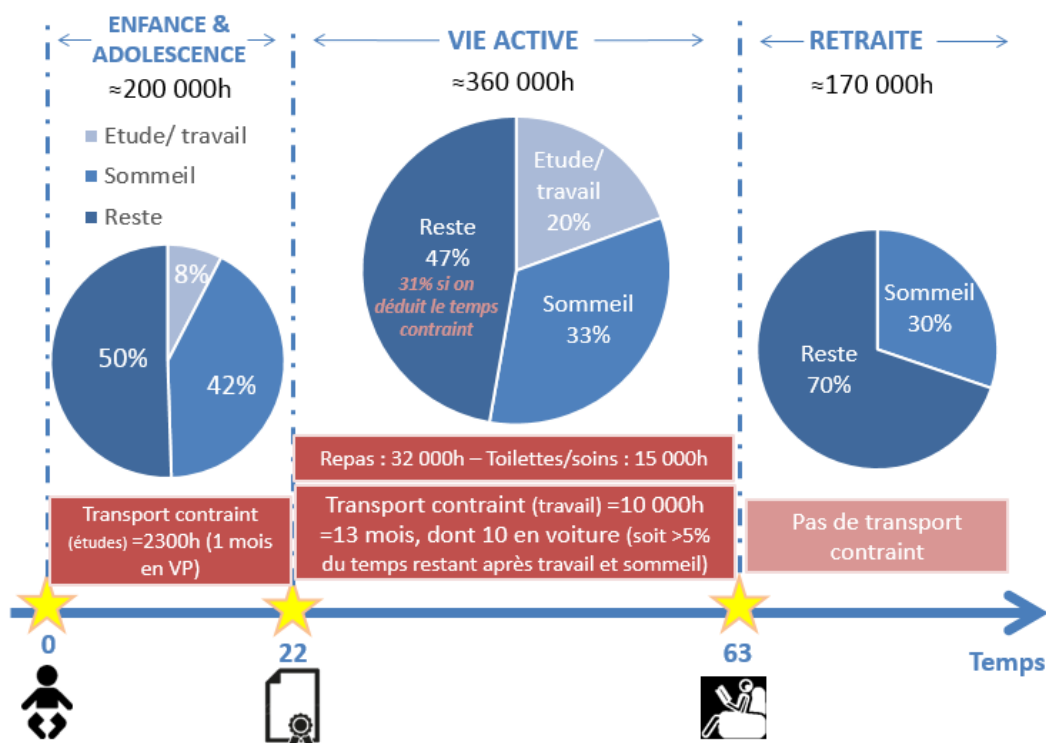 ENFANCE &
ADOLESCENCE
≈200 000h
Etude/ travail
Sommeil
Reste
8%
50%
42%
VIE ACTIVE
≈360 000h
Etude/
travail
20%
Reste
47%
31% si on
déduit le temps
contraint
Sommeil
33%
RETRAITE
≈170 000h
Sommeil
30%
Reste
70%
Repas : 32 000h – Toilettes/soins : 15 000h
Transport contraint
(études) =2300h (1 mois
en VP)
Transport contraint (travail) =10 000h
=13 mois, dont 10 en voiture (soit >5%
du temps restant après travail et sommeil)
Pas de transport
contraint
0
22
63
Temps